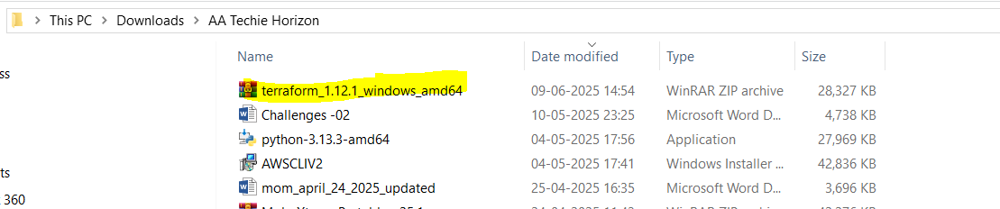 This PC > Downloads > AA Techie Horizon
Name Date modified Type Size
ss
terraform_1.12.1_windows_amd64 09-06-2025 14:54 WinRAR ZIP archive 28,327 KB
Challenges -02 10-05-2025 23:25 Microsoft Word D... 4,738 KB
python-3.13.3-amd64 04-05-2025 17:56 Application 27,969 KB
AWSCLIV2 04-05-2025 17:41 Windows Installer ... 42,836 KB
ts
mom_april_24_2025_updated 25-04-2025 16:35 Microsoft Word D... 3,696 KB
360